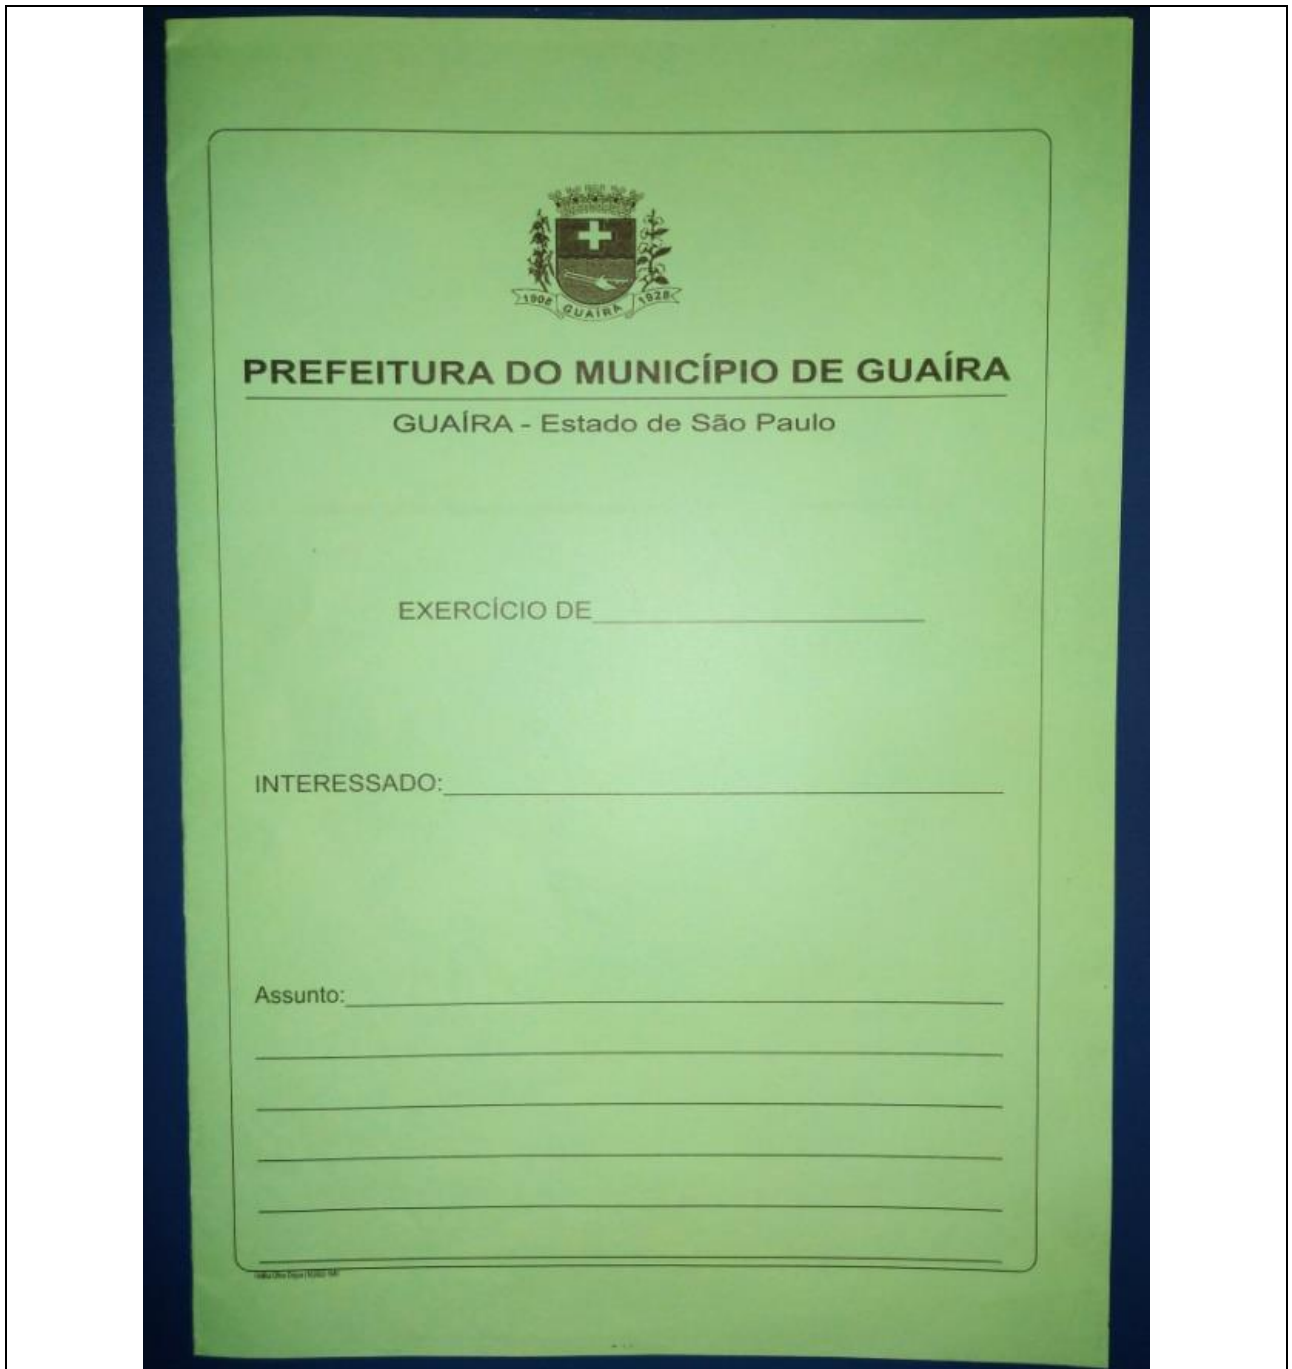 1908 GUAÍRA 1928
PREFEITURA DO MUNICÍPIO DE GUAÍRA
GUAÍRA - Estado de São Paulo
EXERCÍCIO DE
INTERESSADO:
Assunto: